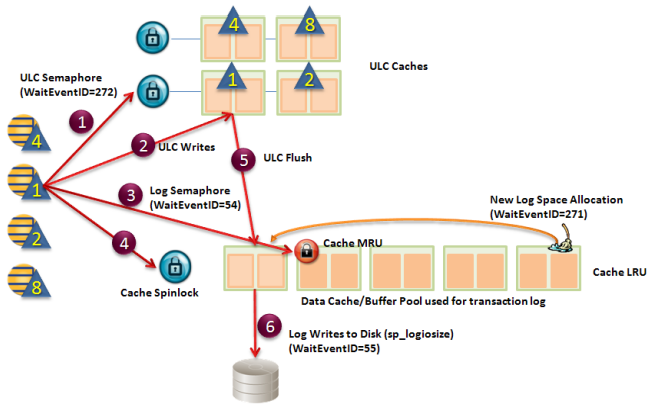 4
8
ULC Caches
1
2
ULC Semaphore
(WaitEventID=272)
1
4
2
ULC Writes
5
ULC Flush
1
3
Log Semaphore
(WaitEventID=54)
New Log Space Allocation
(WaitEventID=271)
2
4
Cache MRU
Cache LRU
8
Cache Spinlock
Data Cache/Buffer Pool used for transaction log
6
Log Writes to Disk (sp_logiosize)
(WaitEventID=55)